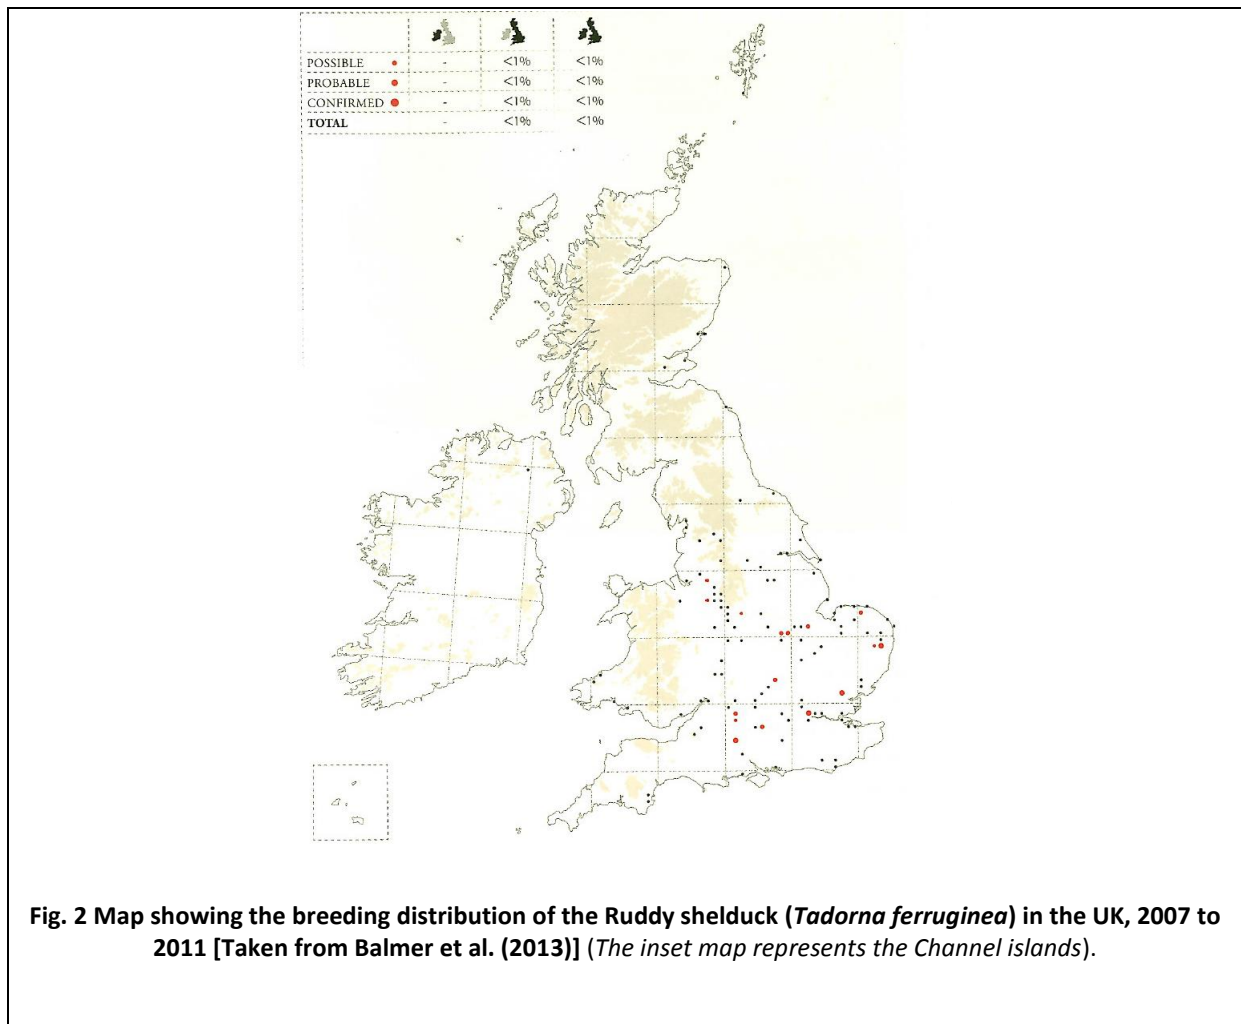 POSSIBLE - <1% <1%
PROBABLE - <1% <1%
CONFIRMED - <1% <1%
TOTAL - <1% <1%
Fig. 2 Map showing the breeding distribution of the Ruddy shelduck (Tadorna ferruginea) in the UK, 2007 to
2011 [Taken from Balmer et al. (2013)] (The inset map represents the Channel islands).